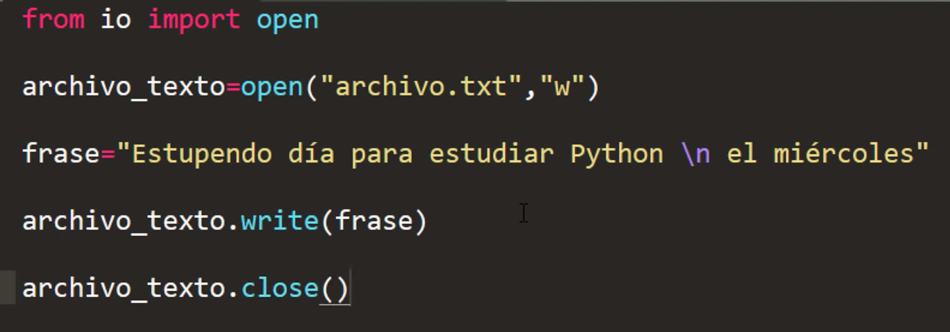 from io import open
archivo_texto=open("archivo.txt","w")
frase="Estupendo día para estudiar Python \n el miércoles"
archivo_texto.write(frase)
archivo_texto.close()